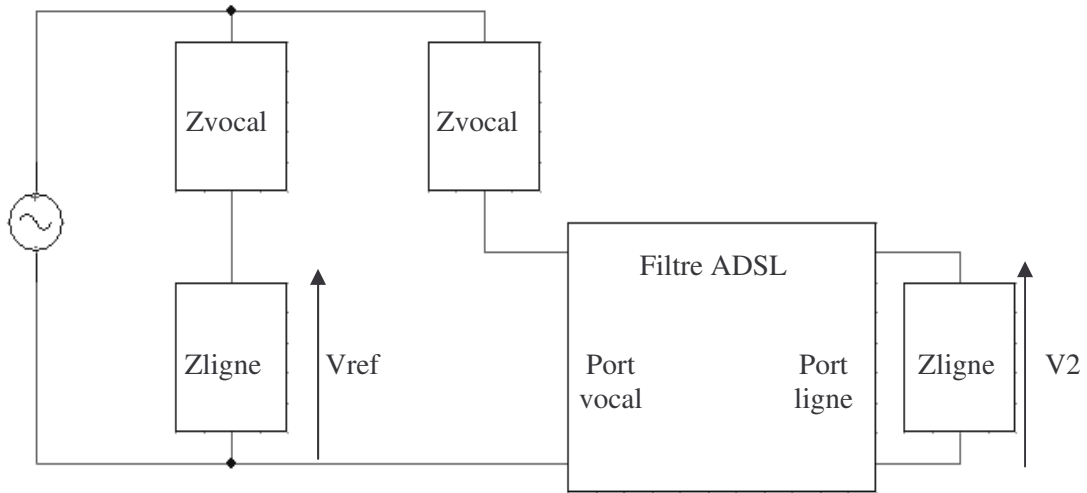 Zvocal
Zvocal
Filtre ADSL
Zligne
Vref
Port
vocal
Port
ligne
Zligne
V2